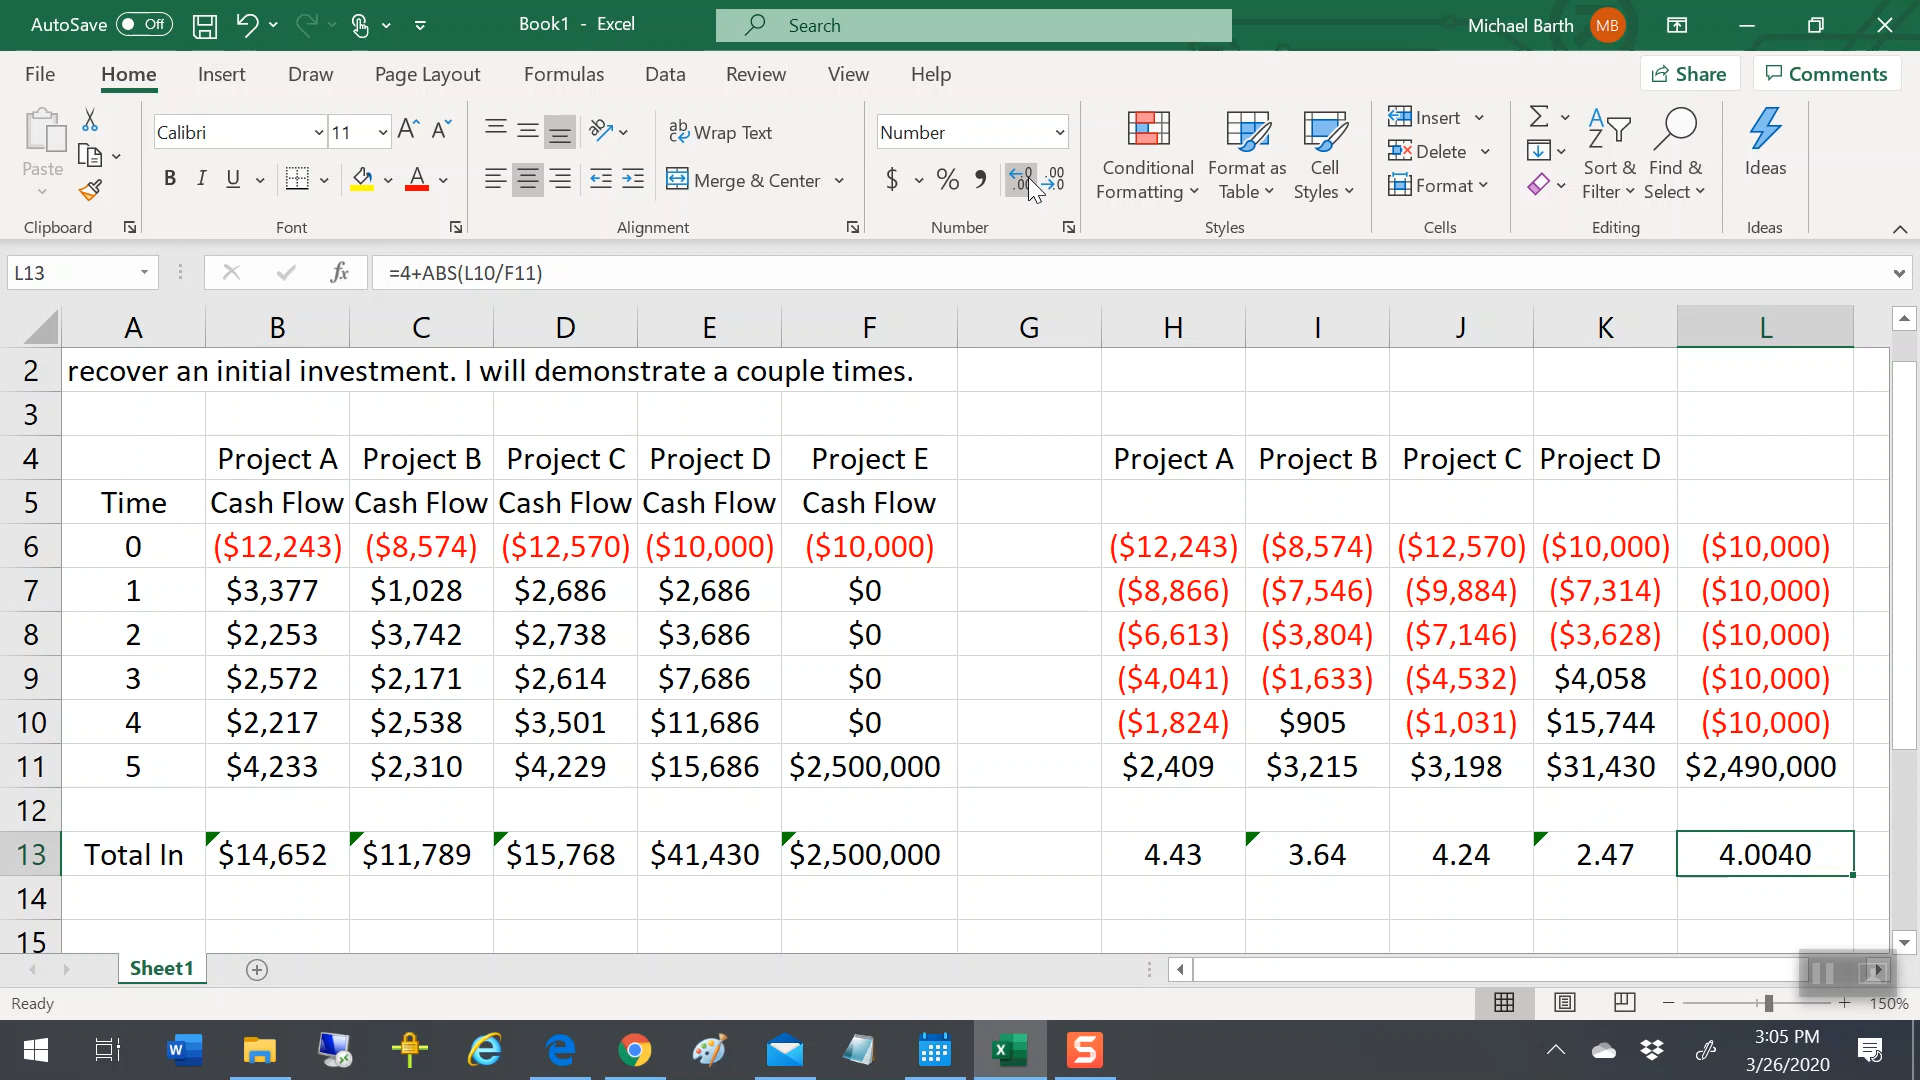 AutoSave Off Book1 - Excel Search Michael Barth MB
File Home Insert Draw Page Layout Formulas Data Review View Help Share Comments
Paste Calibri 11 Wrap Text Number Conditional Formatting Format as Table Cell Styles Insert Sort & Filter Find & Select Ideas
B I U Merge & Center $ % Delete
Format
Clipboard Font Alignment Number Styles Cells Editing Ideas
L13 fx =4+ABS(L10/F11)
A B C D E F G H I J K L
2 recover an initial investment. I will demonstrate a couple times.
3
4 Project A Project B Project C Project D Project E Project A Project B Project C Project D
5 Time Cash Flow Cash Flow Cash Flow Cash Flow Cash Flow
6 0 ($12,243) ($8,574) ($12,570) ($10,000) ($10,000) ($12,243) ($8,574) ($12,570) ($10,000) ($10,000)
7 1 $3,377 $1,028 $2,686 $2,686 $0 ($8,866) ($7,546) ($9,884) ($7,314) ($10,000)
8 2 $2,253 $3,742 $2,738 $3,686 $0 ($6,613) ($3,804) ($7,146) ($3,628) ($10,000)
9 3 $2,572 $2,171 $2,614 $7,686 $0 ($4,041) ($1,633) ($4,532) $4,058 ($10,000)
10 4 $2,217 $2,538 $3,501 $11,686 $0 ($1,824) $905 ($1,031) $15,744 ($10,000)
11 5 $4,233 $2,310 $4,229 $15,686 $2,500,000 $2,409 $3,215 $3,198 $31,430 $2,490,000
12
13 Total In $14,652 $11,789 $15,768 $41,430 $2,500,000 4.43 3.64 4.24 2.47 4.0040
14
15
Sheet1
Ready 150%
3:05 PM
3/26/2020